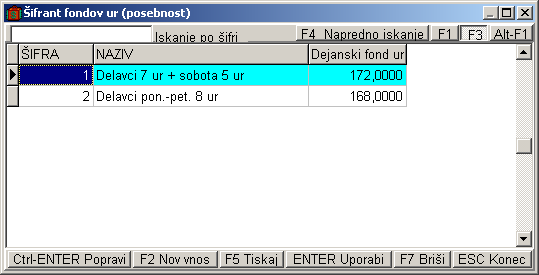 Šifrant fondov ur (posebnost)
Iskanje po šifri F4 Napredno iskanje F1 F3 Alt-F1
ŠIFRA NAZIV Dejanski fond ur
1 Delavci 7 ur + sobota 5 ur 172,0000
2 Delavci pon.-pet. 8 ur 168,0000
Ctrl-ENTER Popravi F2 Nov vnos F5 Tiskaj ENTER Uporabi F7 Briši ESC Konec